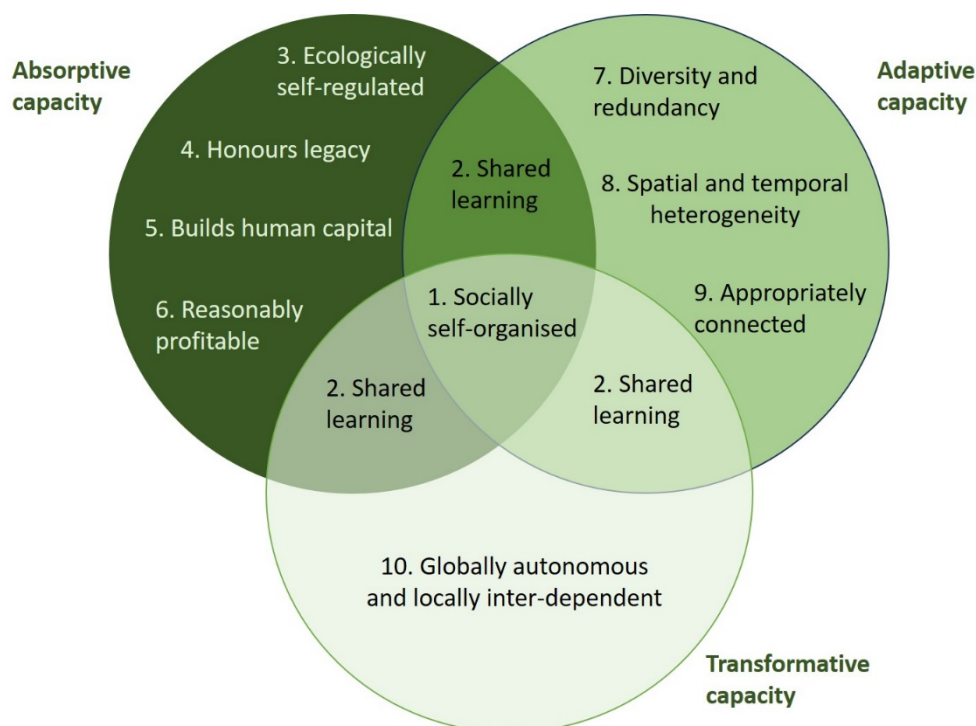 Absorptive
capacity
3. Ecologically
self-regulated
4. Honours legacy
5. Builds human capital
6. Reasonably
profitable
2. Shared
learning
7. Diversity and
redundancy
8. Spatial and temporal
heterogeneity
9. Appropriately
connected
Adaptive
capacity
1. Socially
self-organised
2. Shared
learning
2. Shared
learning
10. Globally autonomous
and locally inter-dependent
Transformative
capacity